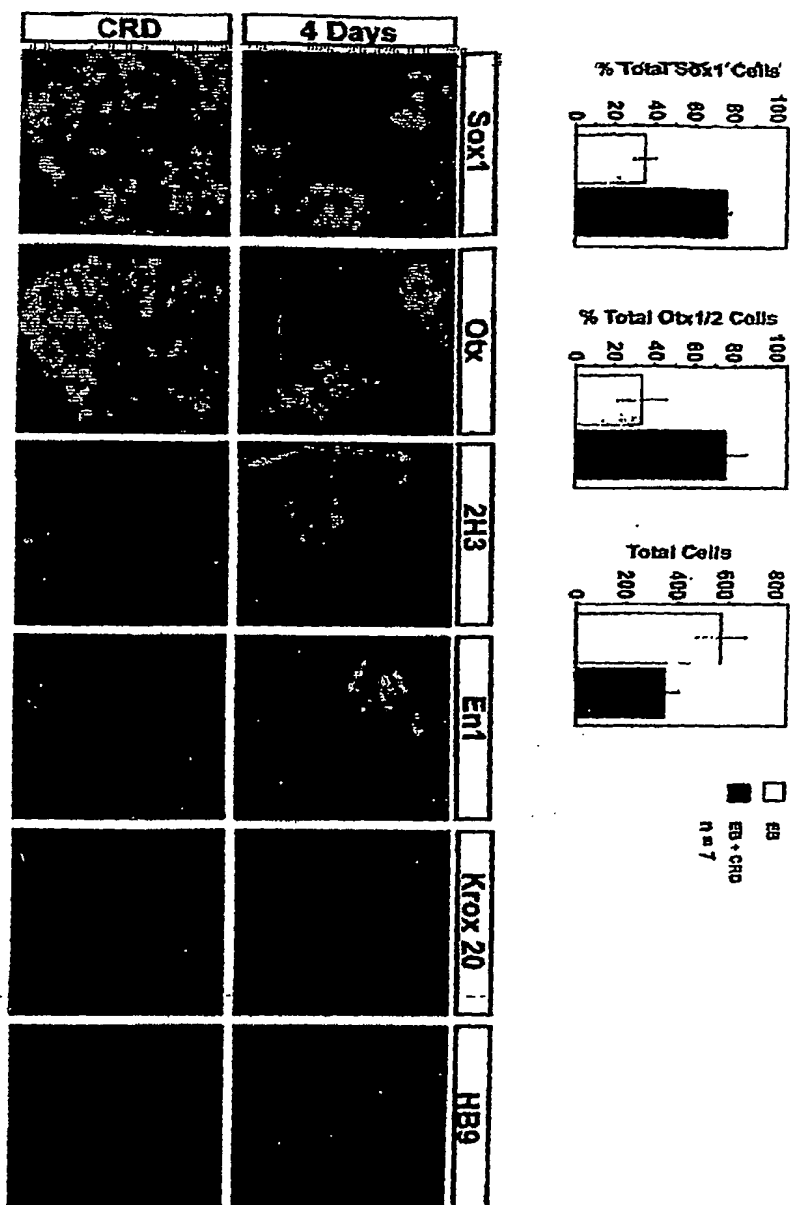 CRD
4 Days
Sox1
Otx
2H3
En1
Krox 20
HB9
% Total Sox1 Cells
0 20 40 60 80 100
% Total Otx1/2 Cells
0 20 40 60 80 100
Total Cells
0 200 400 600 800
EB
EB + CRD
n = 7